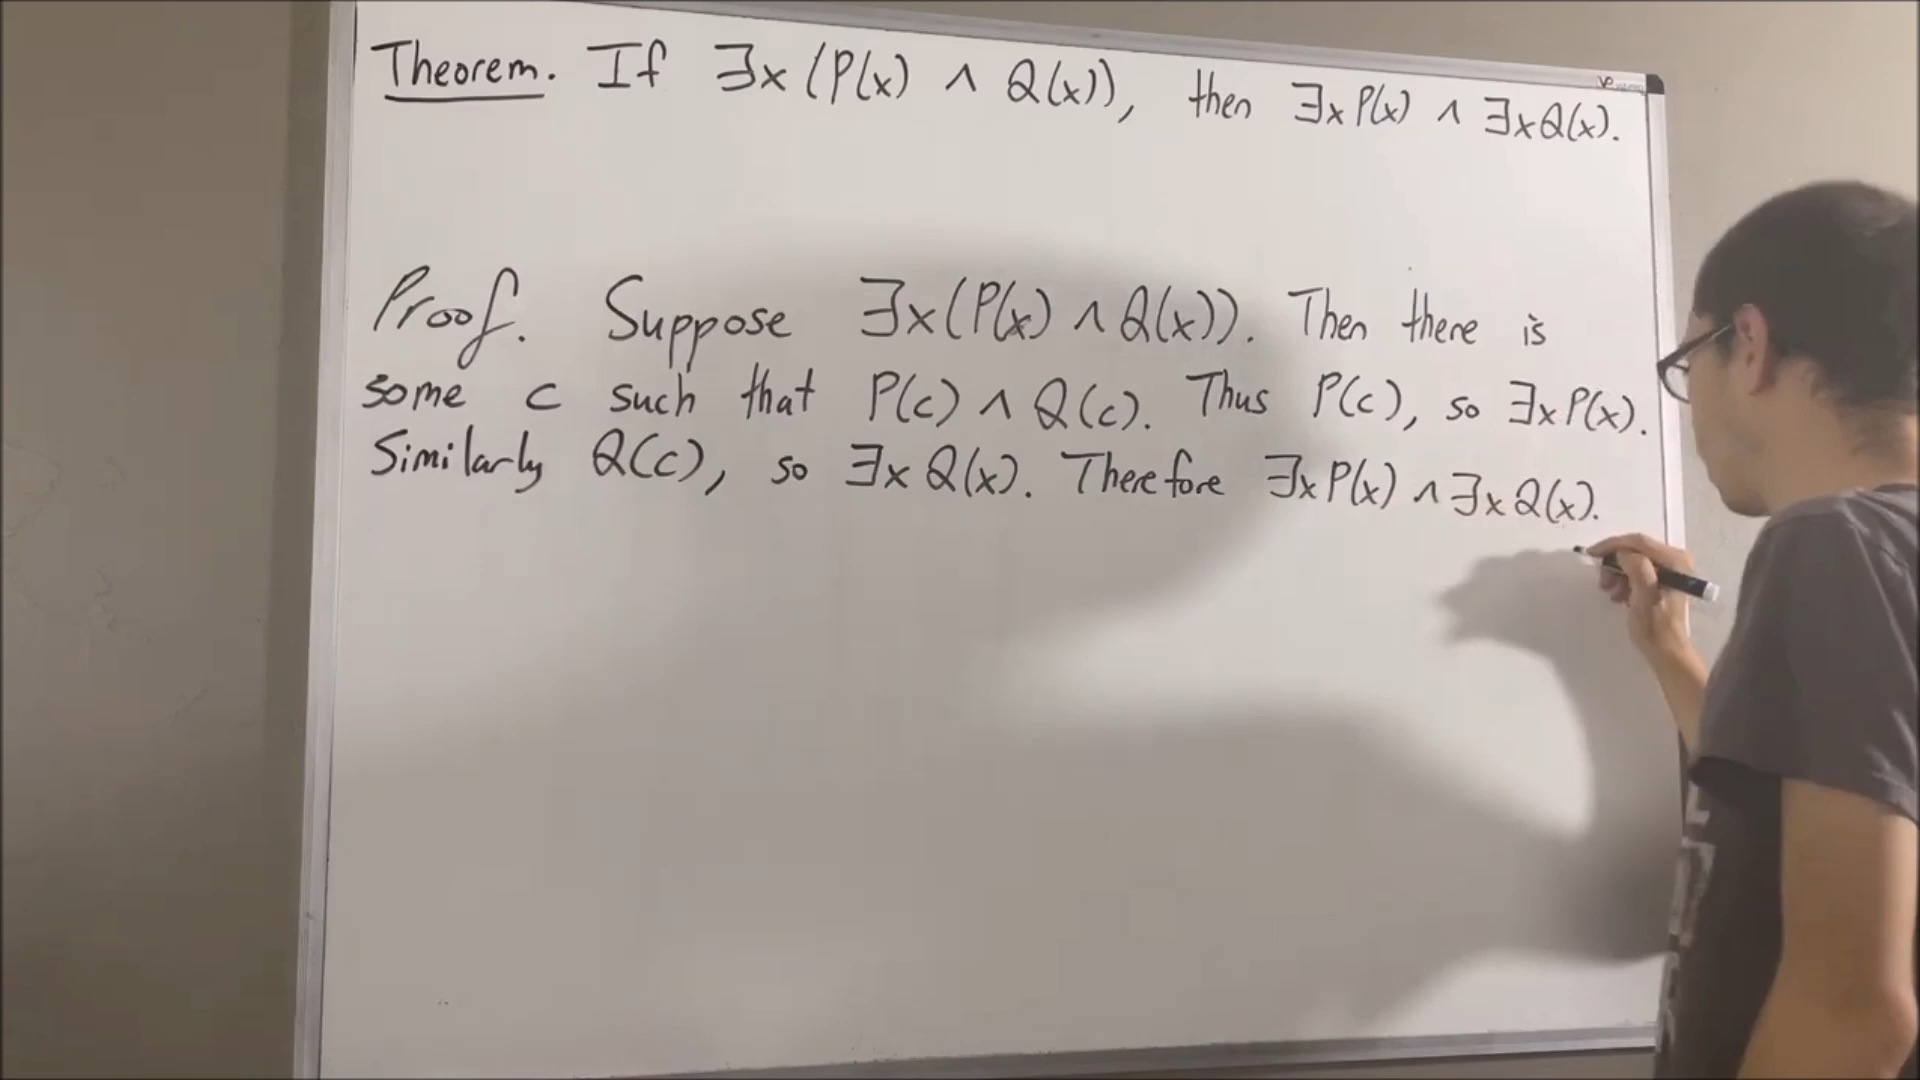 Theorem. If ∃x (P(x) ∧ Q(x)), then ∃x P(x) ∧ ∃x Q(x).
Proof. Suppose ∃x (P(x) ∧ Q(x)). Then there is
some c such that P(c) ∧ Q(c). Thus P(c), so ∃x P(x).
Similarly Q(c), so ∃x Q(x). Therefore ∃x P(x) ∧ ∃x Q(x).